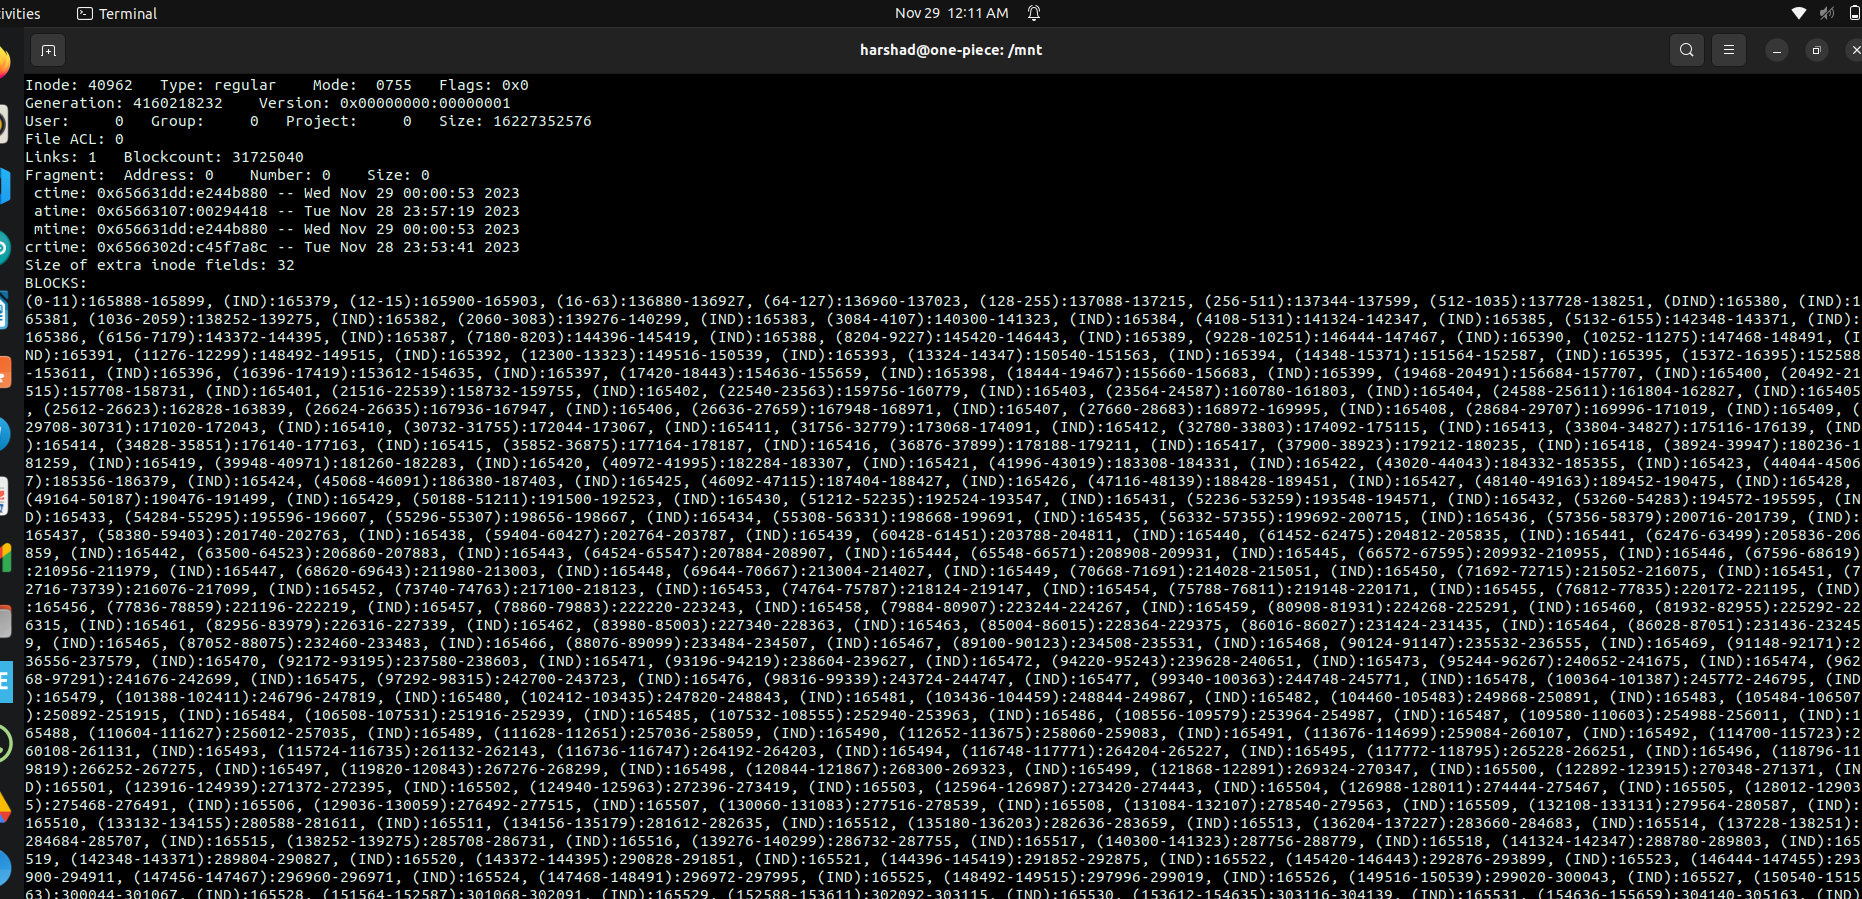 ivities
Terminal
Nov 29 12:11 AM
harshad@one-piece: /mnt
Inode: 40962   Type: regular    Mode:  0755   Flags: 0x0
Generation: 4160218232    Version: 0x00000000:00000001
User:     0   Group:     0   Project:     0   Size: 16227352576
File ACL: 0
Links: 1   Blockcount: 31725040
Fragment:  Address: 0    Number: 0    Size: 0
ctime: 0x656631dd:e244b880 -- Wed Nov 29 00:00:53 2023
atime: 0x65663107:00294418 -- Tue Nov 28 23:57:19 2023
mtime: 0x656631dd:e244b880 -- Wed Nov 29 00:00:53 2023
crtime: 0x6566302d:c45f7a8c -- Tue Nov 28 23:53:41 2023
Size of extra inode fields: 32
BLOCKS:
(0-11):165888-165899, (IND):165379, (12-15):165900-165903, (16-63):136880-136927, (64-127):136960-137023, (128-255):137088-137215, (256-511):137344-137599, (512-1035):137728-138251, (DIND):165380, (IND):1
65381, (1036-2059):138252-139275, (IND):165382, (2060-3083):139276-140299, (IND):165383, (3084-4107):140300-141323, (IND):165384, (4108-5131):141324-142347, (IND):165385, (5132-6155):142348-143371, (IND):
165386, (6156-7179):143372-144395, (IND):165387, (7180-8203):144396-145419, (IND):165388, (8204-9227):145420-146443, (IND):165389, (9228-10251):146444-147467, (IND):165390, (10252-11275):147468-148491, (I
ND):165391, (11276-12299):148492-149515, (IND):165392, (12300-13323):149516-150539, (IND):165393, (13324-14347):150540-151563, (IND):165394, (14348-15371):151564-152587, (IND):165395, (15372-16395):152588
-153611, (IND):165396, (16396-17419):153612-154635, (IND):165397, (17420-18443):154636-155659, (IND):165398, (18444-19467):155660-156683, (IND):165399, (19468-20491):156684-157707, (IND):165400, (20492-21
515):157708-158731, (IND):165401, (21516-22539):158732-159755, (IND):165402, (22540-23563):159756-160779, (IND):165403, (23564-24587):160780-161803, (IND):165404, (24588-25611):161804-162827, (IND):165405
, (25612-26623):162828-163839, (26624-26635):167936-167947, (IND):165406, (26636-27659):167948-168971, (IND):165407, (27660-28683):168972-169995, (IND):165408, (28684-29707):169996-171019, (IND):165409, (
29708-30731):171020-172043, (IND):165410, (30732-31755):172044-173067, (IND):165411, (31756-32779):173068-174091, (IND):165412, (32780-33803):174092-175115, (IND):165413, (33804-34827):175116-176139, (IND
):165414, (34828-35851):176140-177163, (IND):165415, (35852-36875):177164-178187, (IND):165416, (36876-37899):178188-179211, (IND):165417, (37900-38923):179212-180235, (IND):165418, (38924-39947):180236-1
81259, (IND):165419, (39948-40971):181260-182283, (IND):165420, (40972-41995):182284-183307, (IND):165421, (41996-43019):183308-184331, (IND):165422, (43020-44043):184332-185355, (IND):165423, (44044-4506
7):185356-186379, (IND):165424, (45068-46091):186380-187403, (IND):165425, (46092-47115):187404-188427, (IND):165426, (47116-48139):188428-189451, (IND):165427, (48140-49163):189452-190475, (IND):165428,
(49164-50187):190476-191499, (IND):165429, (50188-51211):191500-192523, (IND):165430, (51212-52235):192524-193547, (IND):165431, (52236-53259):193548-194571, (IND):165432, (53260-54283):194572-195595, (IN
D):165433, (54284-55295):195596-196607, (55296-55307):198656-198667, (IND):165434, (55308-56331):198668-199691, (IND):165435, (56332-57355):199692-200715, (IND):165436, (57356-58379):200716-201739, (IND):
165437, (58380-59403):201740-202763, (IND):165438, (59404-60427):202764-203787, (IND):165439, (60428-61451):203788-204811, (IND):165440, (61452-62475):204812-205835, (IND):165441, (62476-63499):205836-206
859, (IND):165442, (63500-64523):206860-207883, (IND):165443, (64524-65547):207884-208907, (IND):165444, (65548-66571):208908-209931, (IND):165445, (66572-67595):209932-210955, (IND):165446, (67596-68619)
:210956-211979, (IND):165447, (68620-69643):211980-213003, (IND):165448, (69644-70667):213004-214027, (IND):165449, (70668-71691):214028-215051, (IND):165450, (71692-72715):215052-216075, (IND):165451, (7
2716-73739):216076-217099, (IND):165452, (73740-74763):217100-218123, (IND):165453, (74764-75787):218124-219147, (IND):165454, (75788-76811):219148-220171, (IND):165455, (76812-77835):220172-221195, (IND)
:165456, (77836-78859):221196-222219, (IND):165457, (78860-79883):222220-223243, (IND):165458, (79884-80907):223244-224267, (IND):165459, (80908-81931):224268-225291, (IND):165460, (81932-82955):225292-22
6315, (IND):165461, (82956-83979):226316-227339, (IND):165462, (83980-85003):227340-228363, (IND):165463, (85004-86015):228364-229375, (86016-86027):231424-231435, (IND):165464, (86028-87051):231436-23245
9, (IND):165465, (87052-88075):232460-233483, (IND):165466, (88076-89099):233484-234507, (IND):165467, (89100-90123):234508-235531, (IND):165468, (90124-91147):235532-236555, (IND):165469, (91148-92171):2
36556-237579, (IND):165470, (92172-93195):237580-238603, (IND):165471, (93196-94219):238604-239627, (IND):165472, (94220-95243):239628-240651, (IND):165473, (95244-96267):240652-241675, (IND):165474, (962
68-97291):241676-242699, (IND):165475, (97292-98315):242700-243723, (IND):165476, (98316-99339):243724-244747, (IND):165477, (99340-100363):244748-245771, (IND):165478, (100364-101387):245772-246795, (IND
):165479, (101388-102411):246796-247819, (IND):165480, (102412-103435):247820-248843, (IND):165481, (103436-104459):248844-249867, (IND):165482, (104460-105483):249868-250891, (IND):165483, (105484-106507
):250892-251915, (IND):165484, (106508-107531):251916-252939, (IND):165485, (107532-108555):252940-253963, (IND):165486, (108556-109579):253964-254987, (IND):165487, (109580-110603):254988-256011, (IND):1
65488, (110604-111627):256012-257035, (IND):165489, (111628-112651):257036-258059, (IND):165490, (112652-113675):258060-259083, (IND):165491, (113676-114699):259084-260107, (IND):165492, (114700-115723):2
60108-261131, (IND):165493, (115724-116735):261132-262143, (116736-116747):264192-264203, (IND):165494, (116748-117771):264204-265227, (IND):165495, (117772-118795):265228-266251, (IND):165496, (118796-11
9819):266252-267275, (IND):165497, (119820-120843):267276-268299, (IND):165498, (120844-121867):268300-269323, (IND):165499, (121868-122891):269324-270347, (IND):165500, (122892-123915):270348-271371, (IN
D):165501, (123916-124939):271372-272395, (IND):165502, (124940-125963):272396-273419, (IND):165503, (125964-126987):273420-274443, (IND):165504, (126988-128011):274444-275467, (IND):165505, (128012-12903
5):275468-276491, (IND):165506, (129036-130059):276492-277515, (IND):165507, (130060-131083):277516-278539, (IND):165508, (131084-132107):278540-279563, (IND):165509, (132108-133131):279564-280587, (IND):
165510, (133132-134155):280588-281611, (IND):165511, (134156-135179):281612-282635, (IND):165512, (135180-136203):282636-283659, (IND):165513, (136204-137227):283660-284683, (IND):165514, (137228-138251):
284684-285707, (IND):165515, (138252-139275):285708-286731, (IND):165516, (139276-140299):286732-287755, (IND):165517, (140300-141323):287756-288779, (IND):165518, (141324-142347):288780-289803, (IND):165
519, (142348-143371):289804-290827, (IND):165520, (143372-144395):290828-291851, (IND):165521, (144396-145419):291852-292875, (IND):165522, (145420-146443):292876-293899, (IND):165523, (146444-147455):293
900-294911, (147456-147467):296960-296971, (IND):165524, (147468-148491):296972-297995, (IND):165525, (148492-149515):297996-299019, (IND):165526, (149516-150539):299020-300043, (IND):165527, (150540-1515
63):300044-301067, (IND):165528, (151564-152587):301068-302091, (IND):165529, (152588-153611):302092-303115, (IND):165530, (153612-154635):303116-304139, (IND):165531, (154636-155659):304140-305163, (IND)